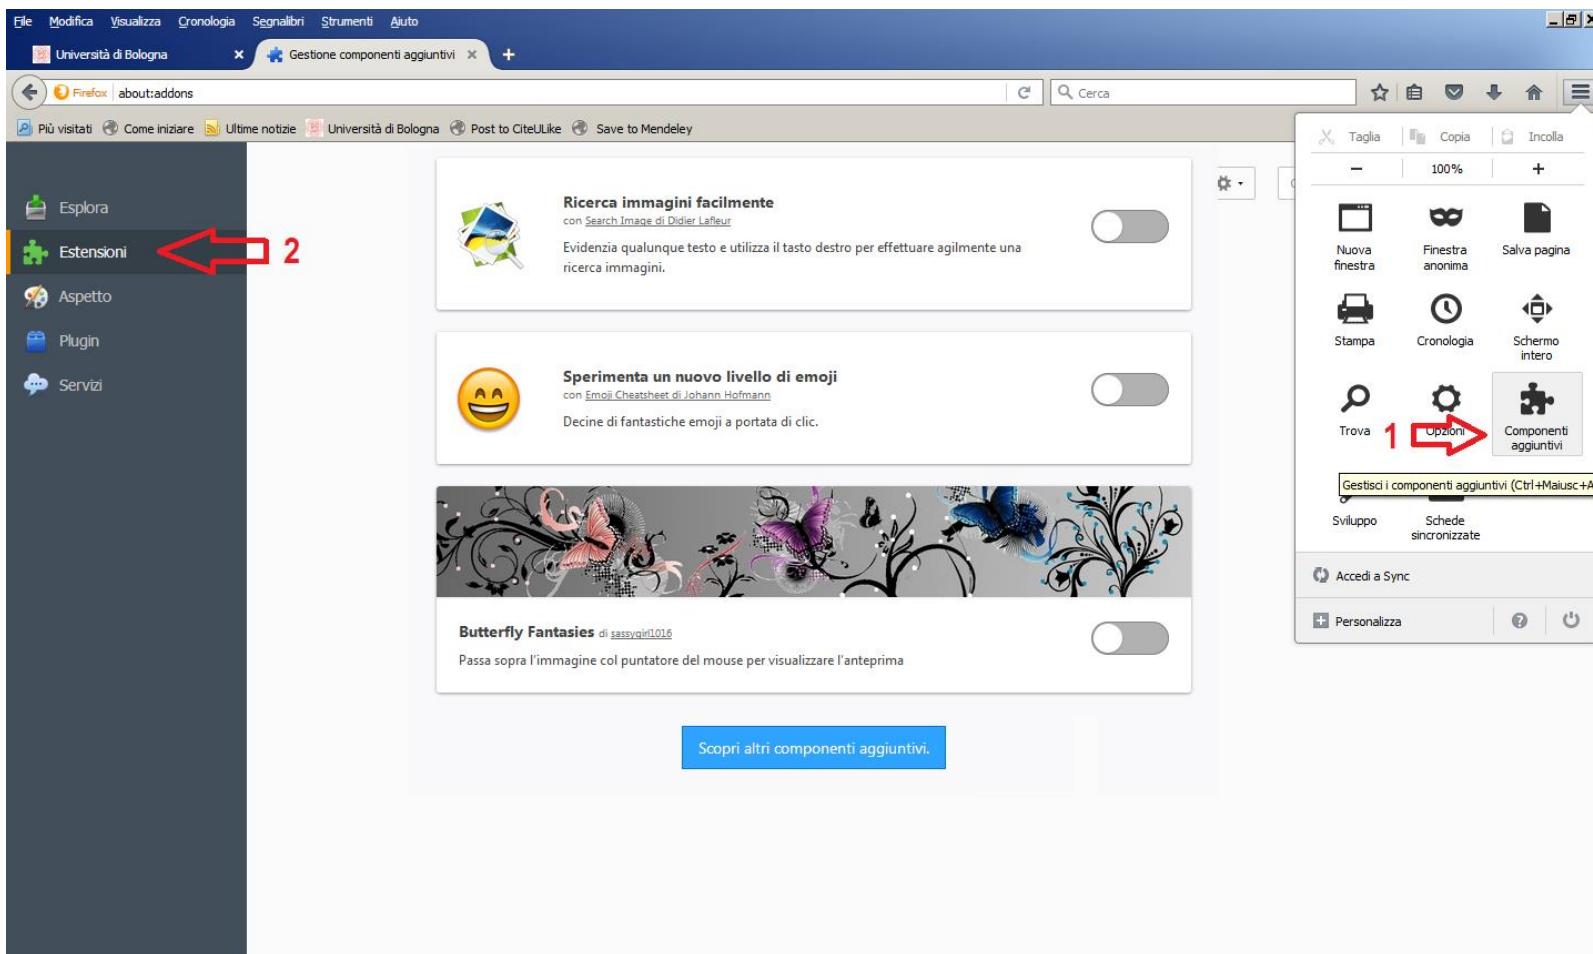 File Modifica Visualizza Cronologia Segnalibri Strumenti Aiuto
Università di Bologna Gestione componenti aggiuntivi
Firefox about:addons Cerca
Più visitati Come iniziare Ultime notizie Università di Bologna Post to CiteULike Save to Mendeley
Esplora
Estensioni 2
Aspetto
Plugin
Servizi
Ricerca immagini facilmente
con Search Image di Didier Lafleur
Evidenzia qualunque testo e utilizza il tasto destro per effettuare agilmente una
ricerca immagini.
Sperimenta un nuovo livello di emoji
con Emoji Cheatsheet di Johann Hofmann
Decine di fantastiche emoji a portata di clic.
Butterfly Fantasies di sassygirl1016
Passa sopra l'immagine col puntatore del mouse per visualizzare l'anteprima
Scopri altri componenti aggiuntivi.
Taglia Copia Incolla
100%
Nuova Finestra Salva pagina
finestra anonima
Stampa Cronologia Schermo
intero
Trova 1 Opzioni Componenti
aggiuntivi
Gestisci i componenti aggiuntivi (Ctrl+Maiusc+A
Sviluppo Schede
sincronizzate
Accedi a Sync
Personalizza